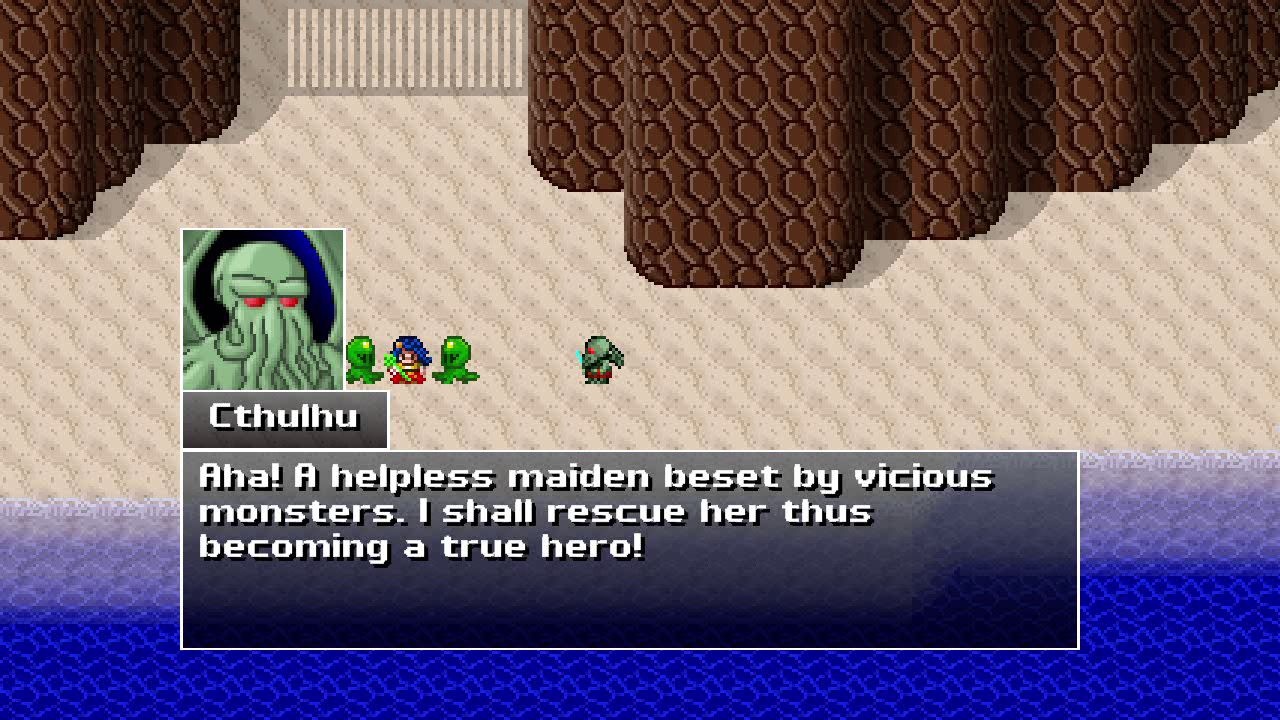 Cthulhu
Aha! A helpless maiden beset by vicious
monsters. I shall rescue her thus
becoming a true hero!